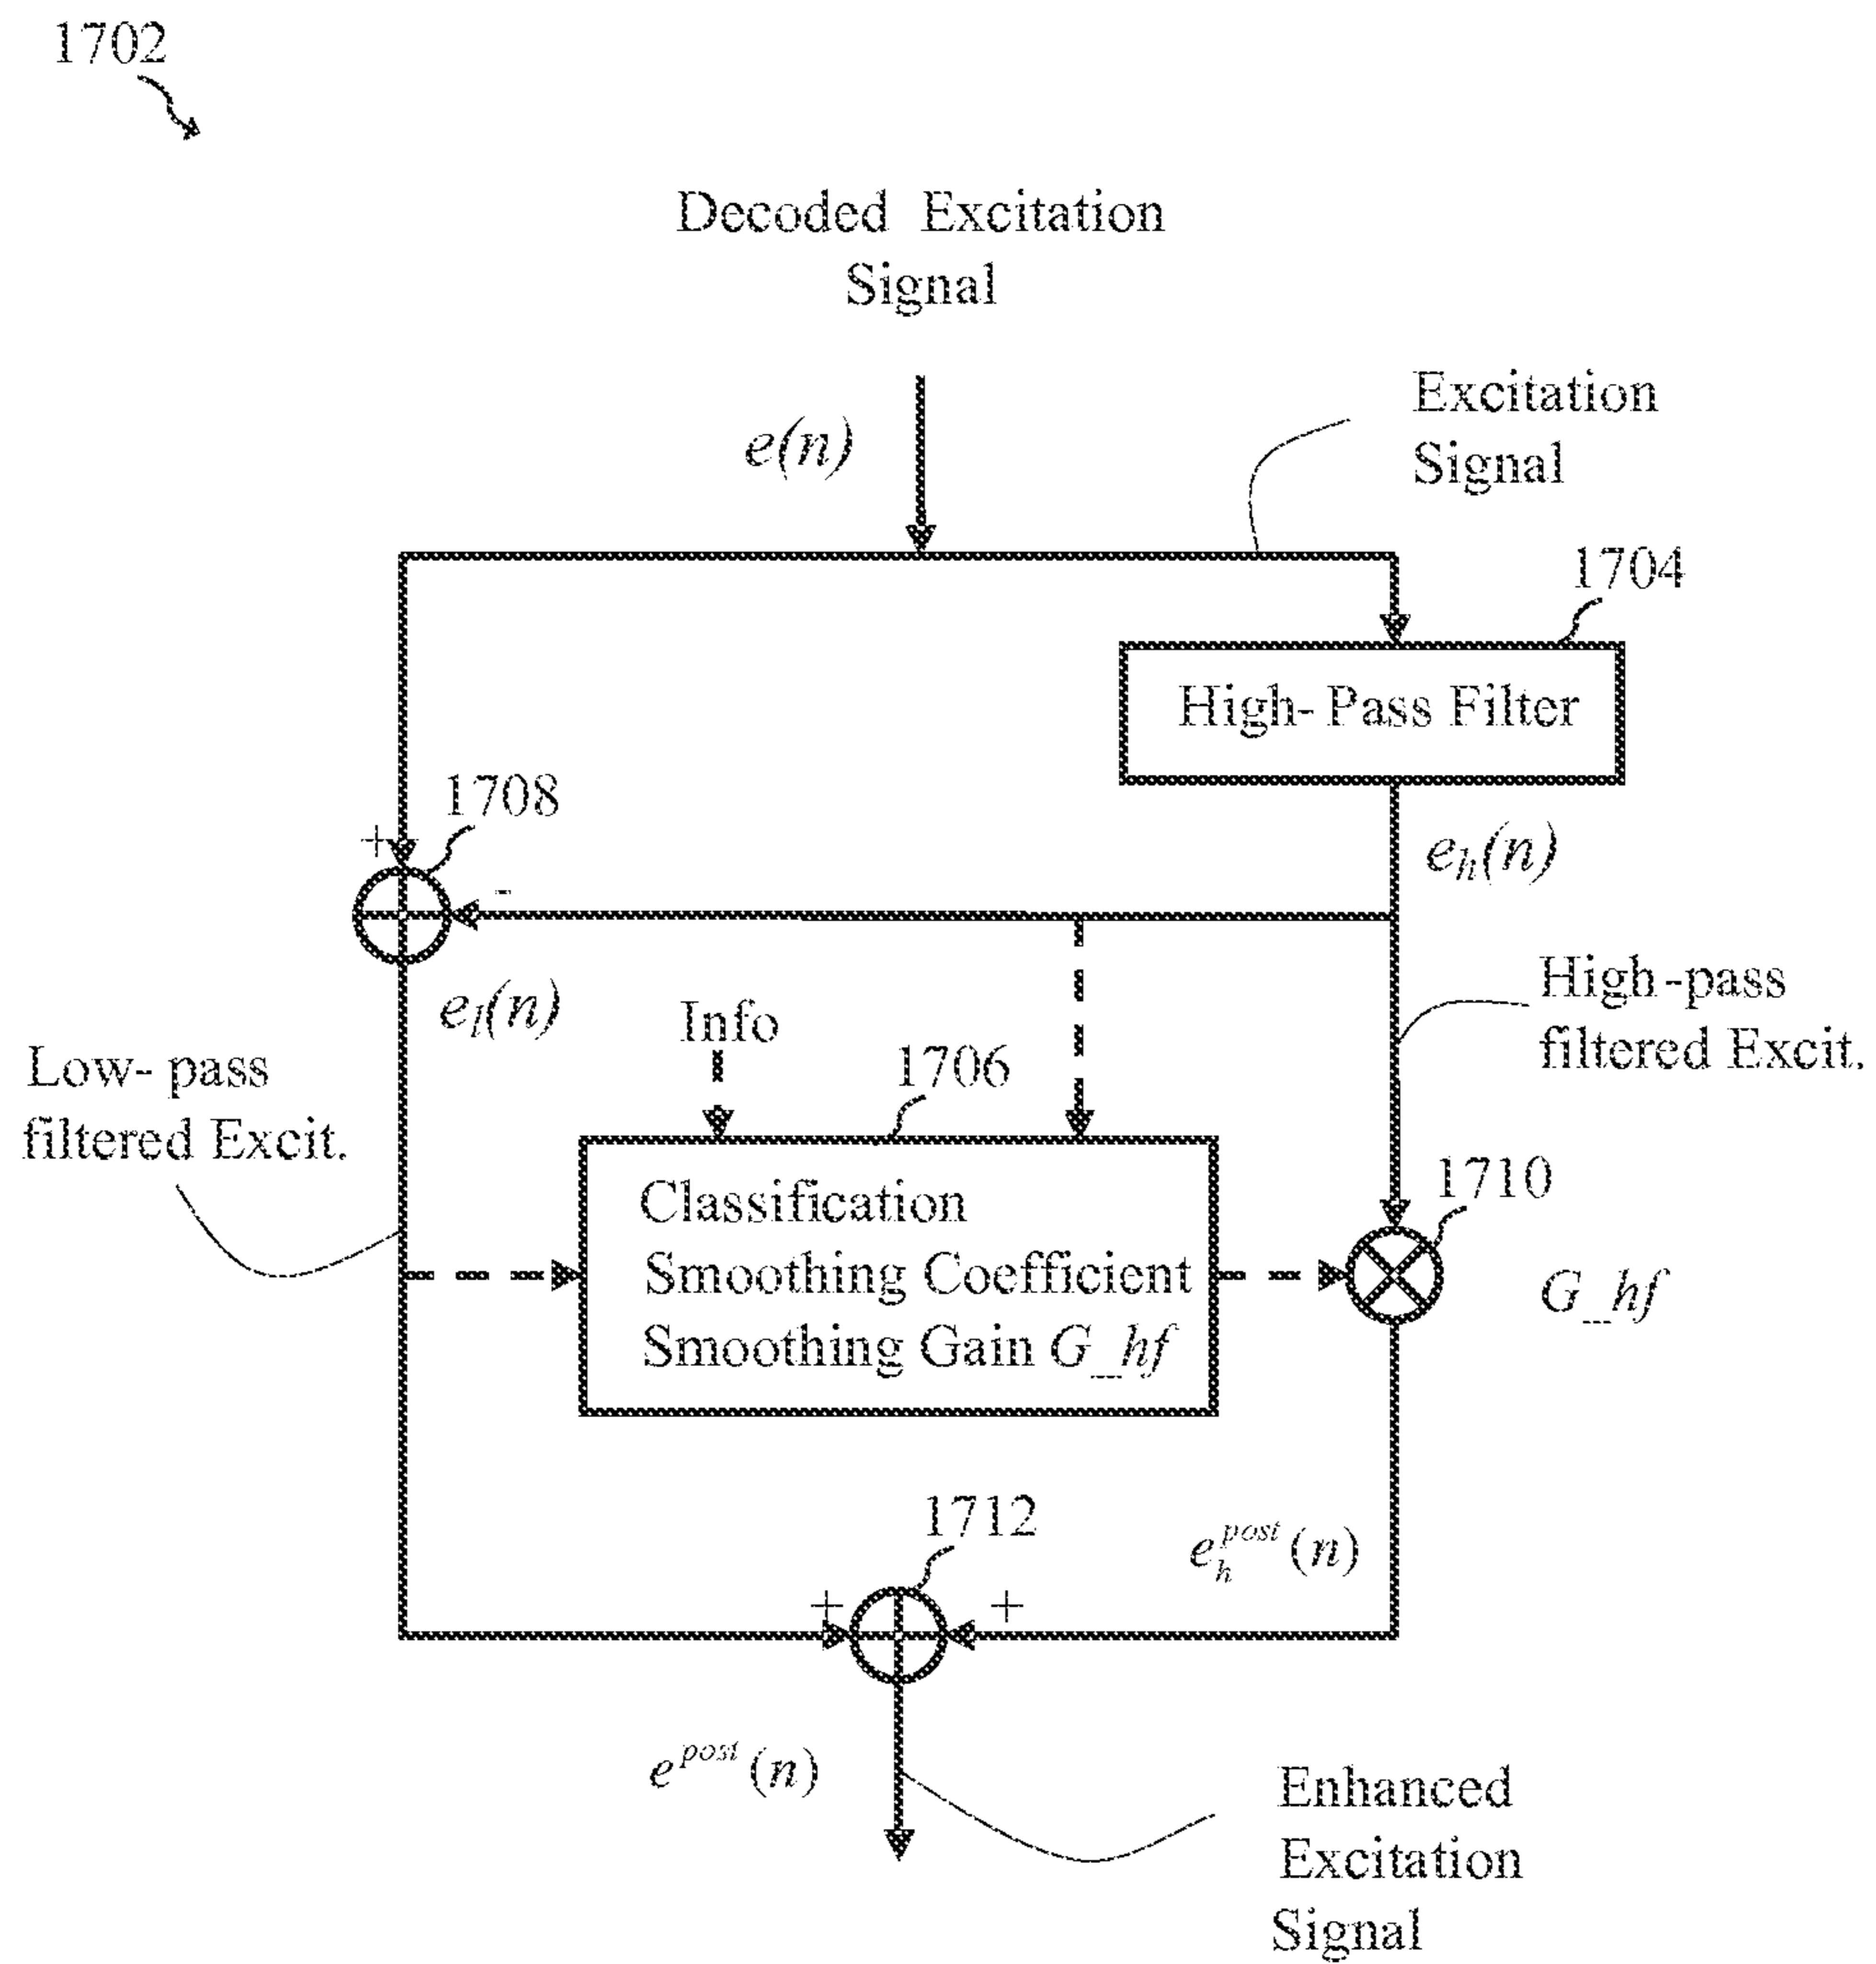 1702
Decoded Excitation
Signal
e(n)
Excitation
Signal
1704
High- Pass Filter
1708
+
-
e_h(n)
e_l(n)
Info
High-pass
filtered Excit.
Low- pass
filtered Excit.
1706
Classification
Smoothing Coefficient
Smoothing Gain G_hf
1710
G_hf
1712
e_h^post(n)
+
+
e^post(n)
Enhanced
Excitation
Signal